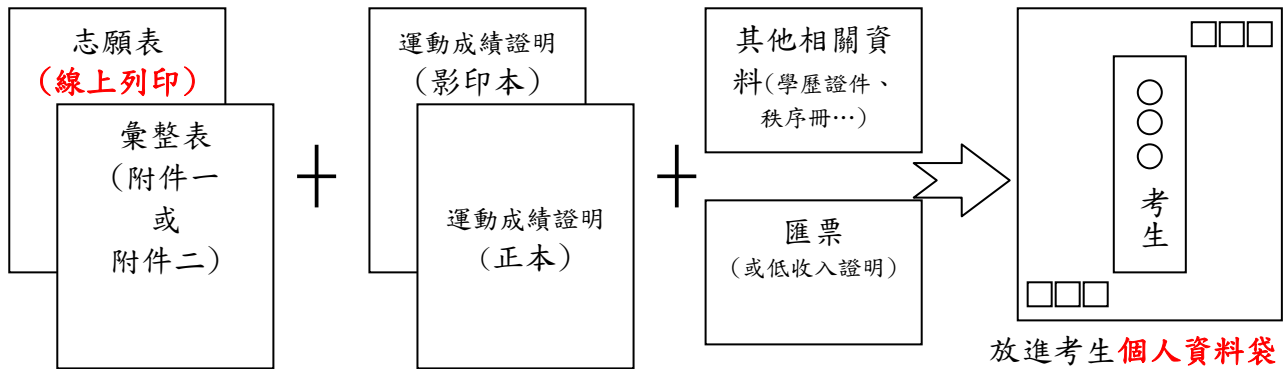 志願表
（線上列印）
彙整表
（附件一
或
附件二）
＋
運動成績證明
（影印本）
運動成績證明
（正本）
＋
其他相關資
料（學歷證件、
秩序冊…）
匯票
（或低收入證明）
□□□
○
○
○
考
生
□□□
放進考生個人資料袋